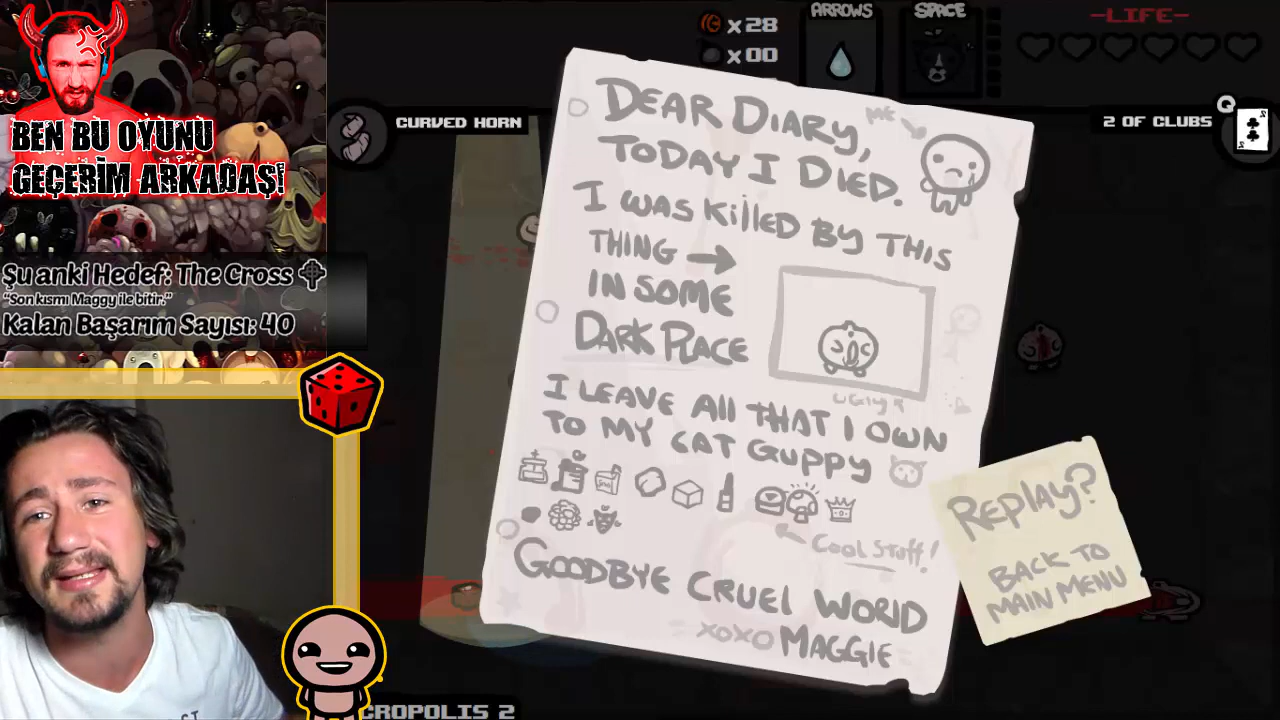 BEN BU OYUNU
GEÇERİM ARKADAŞ!
Şu anki Hedef: The Cross
"Son kısmı Maggy ile bitir."
Kalan Başarım Sayısı: 40
x28
x00
ARROWS
SPACE
-LIFE-
CURVED HORN
Q
2 OF CLUBS
DEAR DIARY,
ME
TODAY I DIED.
I WAS KILLED BY THIS
THING
IN SOME
DARK PLACE
UGLY
I LEAVE ALL THAT I OWN
TO MY CAT GUPPY
COOL STUFF!
GOODBYE CRUEL WORLD
XOXO MAGGIE
REPLAY?
BACK TO
MAIN MENU
CROPOLIS 2